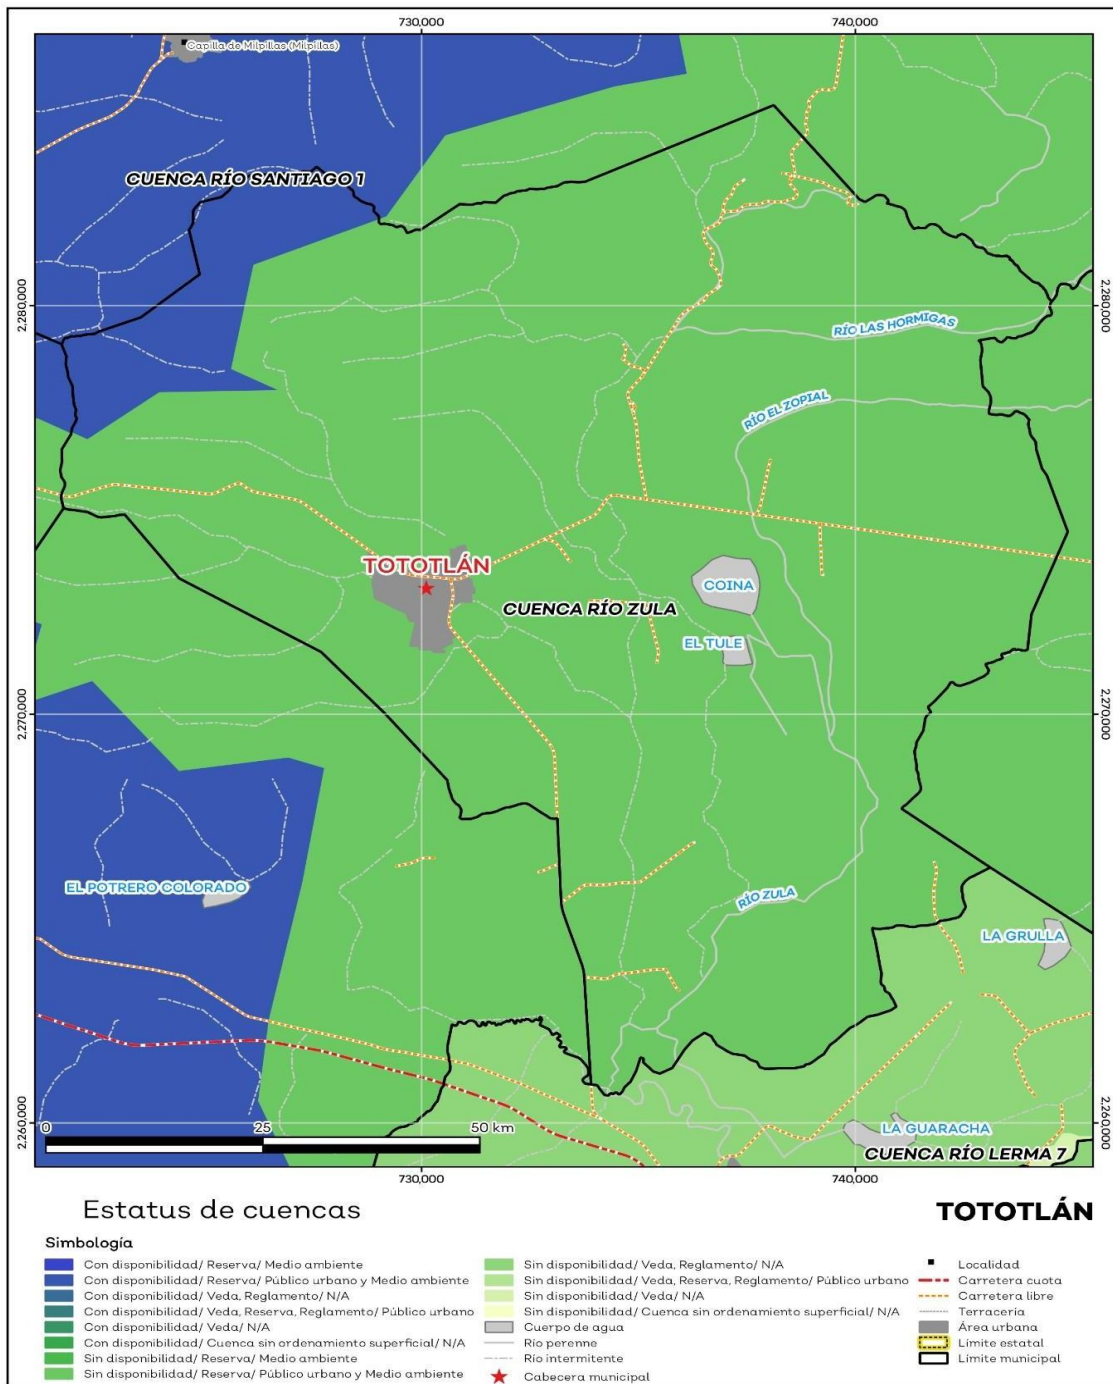 730,000
740,000
Capilla de Milpillas (Milpillas)
CUENCA RÍO SANTIAGO 1
2,280,000
2,280,000
RÍO LAS HORMIGAS
RÍO EL ZOPIAL
TOTOTLÁN
COINA
CUENCA RÍO ZULA
EL TULE
2,270,000
2,270,000
EL POTRERO COLORADO
RÍO ZULA
LA GRULLA
2,260,000
2,260,000
0 25 50 km
LA GUARACHA
CUENCA RÍO LERMA 7
730,000
740,000
Estatus de cuencas
TOTOTLÁN
Simbología
Con disponibilidad/ Reserva/ Medio ambiente
Con disponibilidad/ Reserva/ Público urbano y Medio ambiente
Con disponibilidad/ Veda, Reglamento/ N/A
Con disponibilidad/ Veda, Reserva, Reglamento/ Público urbano
Con disponibilidad/ Veda/ N/A
Con disponibilidad/ Cuenca sin ordenamiento superficial/ N/A
Sin disponibilidad/ Reserva/ Medio ambiente
Sin disponibilidad/ Reserva/ Público urbano y Medio ambiente
Sin disponibilidad/ Veda, Reglamento/ N/A
Sin disponibilidad/ Veda, Reserva, Reglamento/ Público urbano
Sin disponibilidad/ Veda/ N/A
Sin disponibilidad/ Cuenca sin ordenamiento superficial/ N/A
Cuerpo de agua
Río perenne
Río intermitente
Cabecera municipal
Localidad
Carretera cuota
Carretera libre
Terracería
Área urbana
Límite estatal
Límite municipal